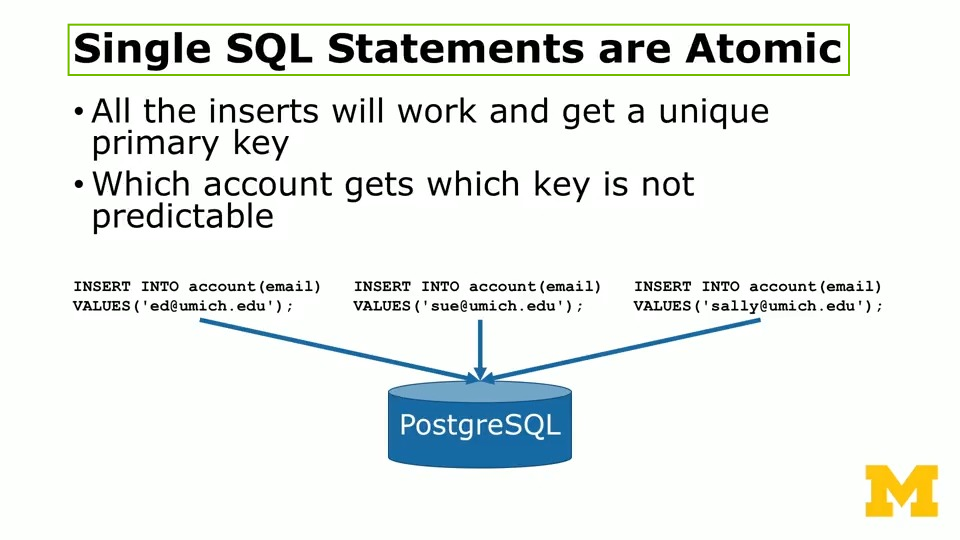 Single SQL Statements are Atomic
• All the inserts will work and get a unique
primary key
• Which account gets which key is not
predictable
INSERT INTO account(email)
VALUES('ed@umich.edu');
INSERT INTO account(email)
VALUES('sue@umich.edu');
INSERT INTO account(email)
VALUES('sally@umich.edu');
PostgreSQL
M